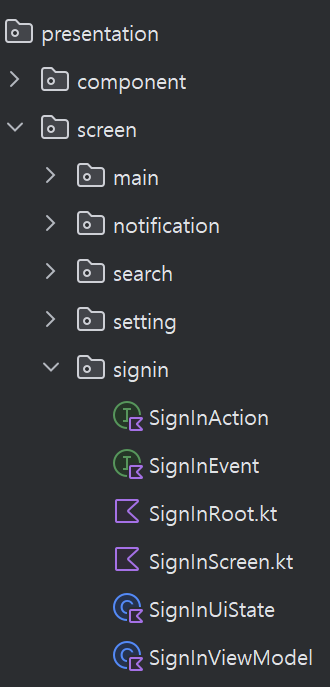 presentation
component
screen
main
notification
search
setting
signin
SignInAction
SignInEvent
SignInRoot.kt
SignInScreen.kt
SignInUiState
SignInViewModel